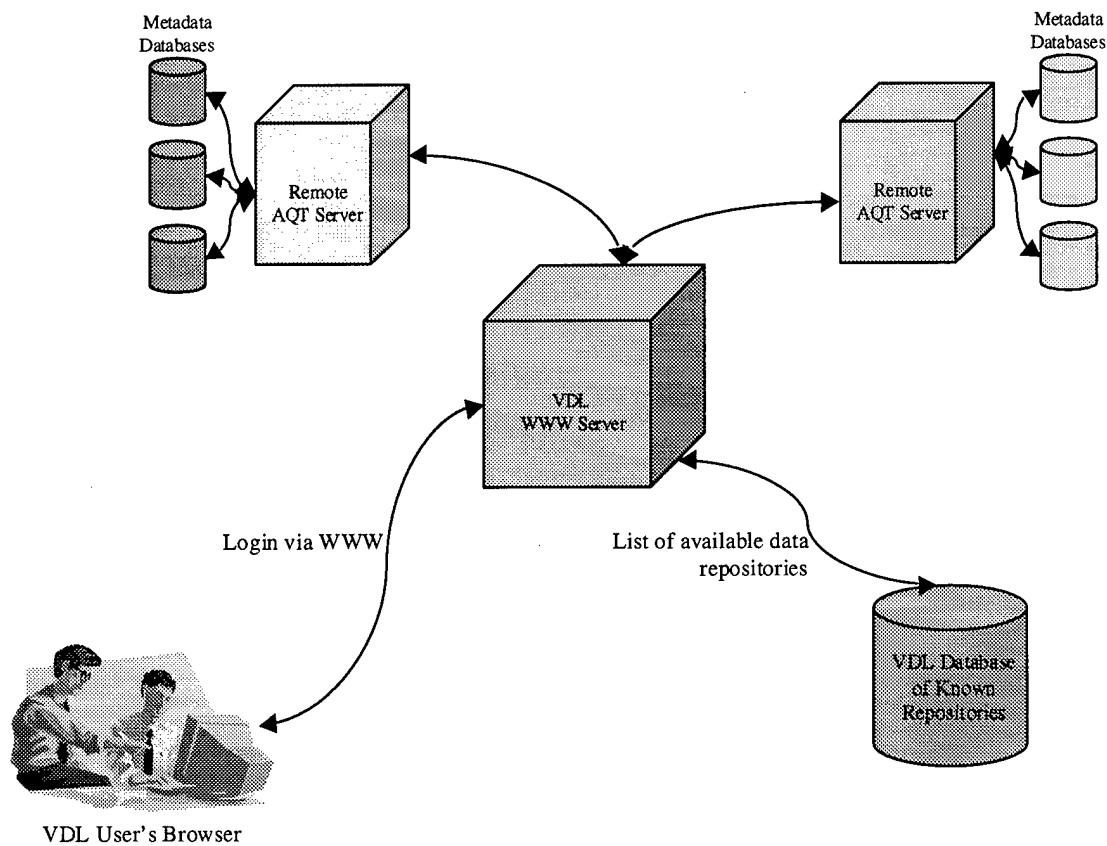 Metadata
Databases
Metadata
Databases
Remote
AQT Server
Remote
AQT Server
VDL
WWW Server
Login via WWW
List of available data
repositories
VDL Database
of Known
Repositories
VDL User's Browser